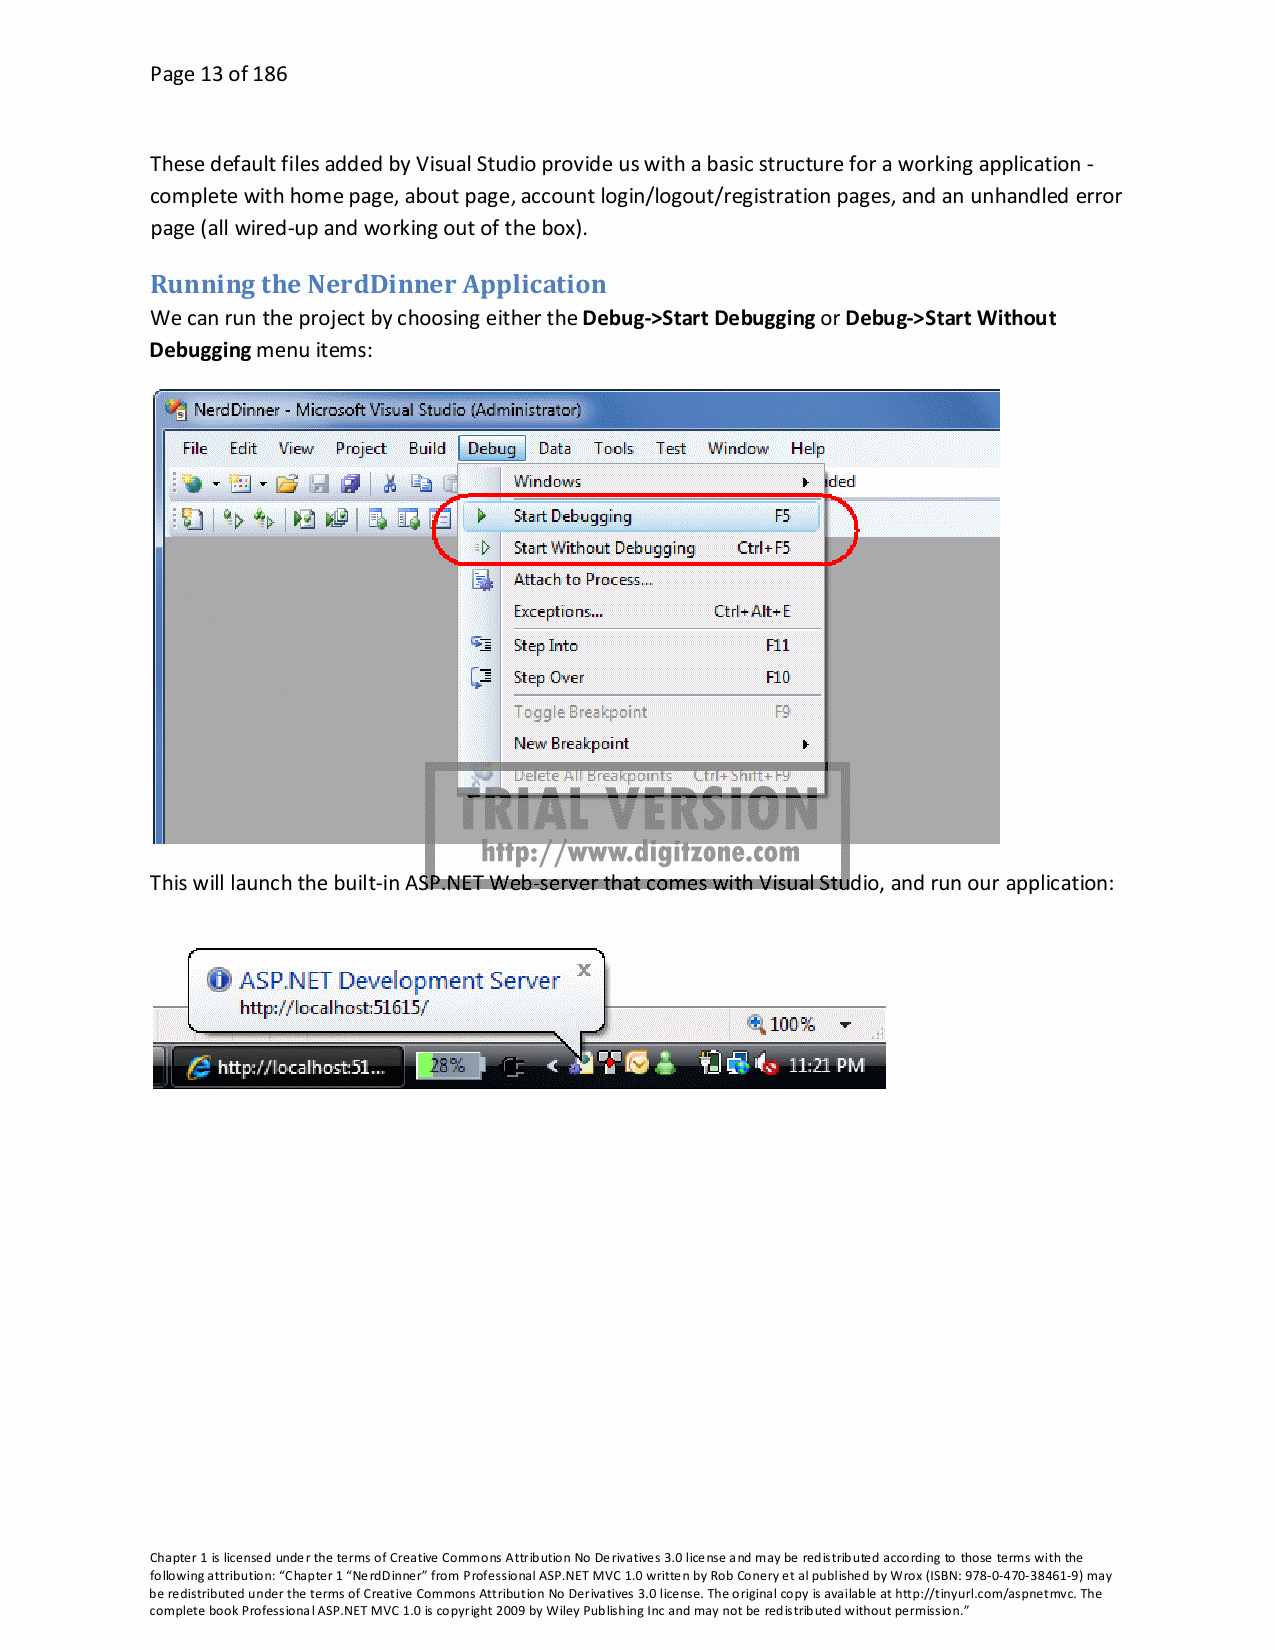 Page 13 of 186
These default files added by Visual Studio provide us with a basic structure for a working application -
complete with home page, about page, account login/logout/registration pages, and an unhandled error
page (all wired-up and working out of the box).
Running the NerdDinner Application
We can run the project by choosing either the Debug->Start Debugging or Debug->Start Without
Debugging menu items:
NerdDinner - Microsoft Visual Studio (Administrator)
File Edit View Project Build Debug Data Tools Test Window Help
Windows ded
Start Debugging F5
Start Without Debugging Ctrl+F5
Attach to Process...
Exceptions... Ctrl+Alt+E
Step Into F11
Step Over F10
Toggle Breakpoint F9
New Breakpoint
Delete All Breakpoints Ctrl+Shift+F9
TRIAL VERSION
http://www.digitzone.com
This will launch the built-in ASP.NET Web-server that comes with Visual Studio, and run our application:
ASP.NET Development Server x
http://localhost:51615/
100%
http://localhost:51... 28% 11:21 PM
Chapter 1 is licensed under the terms of Creative Commons Attribution No Derivatives 3.0 license and may be redistributed according to those terms with the
following attribution: “Chapter 1 “NerdDinner” from Professional ASP.NET MVC 1.0 written by Rob Conery et al published by Wrox (ISBN: 978-0-470-38461-9) may
be redistributed under the terms of Creative Commons Attribution No Derivatives 3.0 license. The original copy is available at http://tinyurl.com/aspnetmvc. The
complete book Professional ASP.NET MVC 1.0 is copyright 2009 by Wiley Publishing Inc and may not be redistributed without permission.”